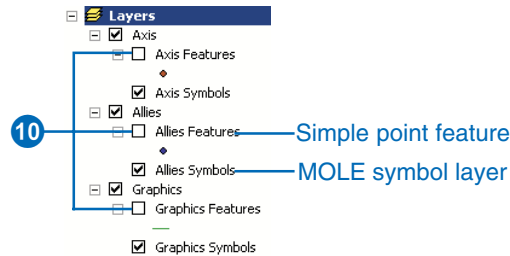 Layers
Axis
Axis Features
Axis Symbols
Allies
10 Allies Features Simple point feature
Allies Symbols MOLE symbol layer
Graphics
Graphics Features
Graphics Symbols